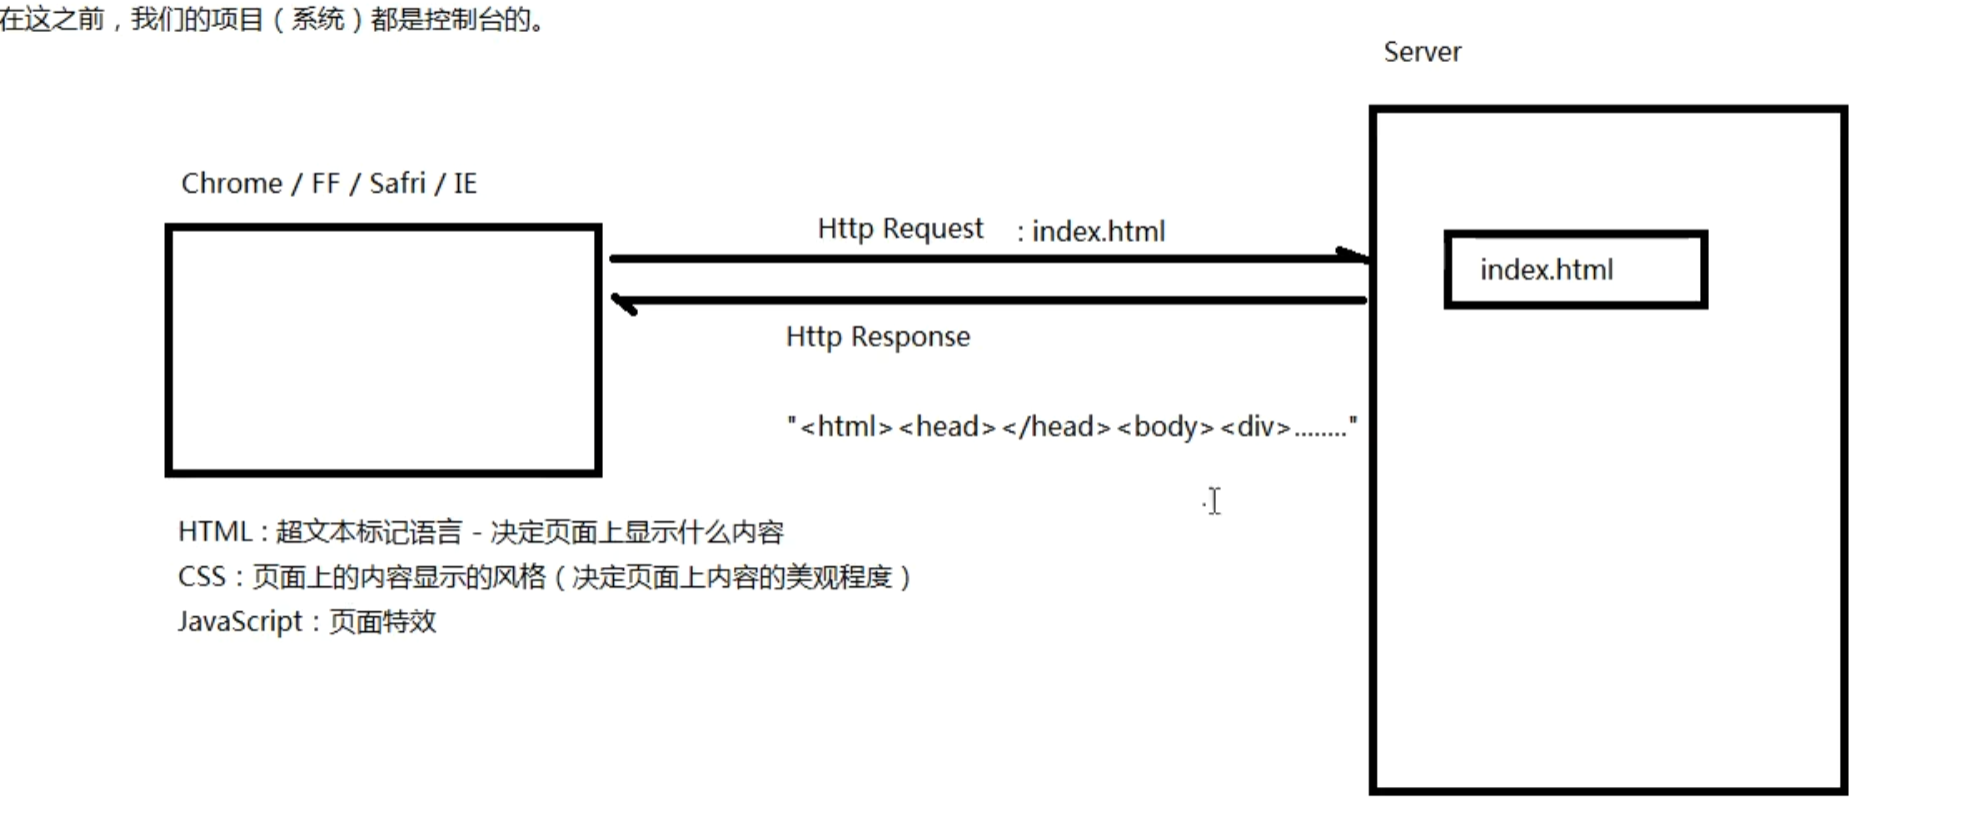 在这之前，我们的项目（系统）都是控制台的。
Server
Chrome / FF / Safri / IE
Http Request : index.html
index.html
Http Response
"<html><head></head><body><div>........"
HTML : 超文本标记语言 - 决定页面上显示什么内容
CSS：页面上的内容显示的风格（决定页面上内容的美观程度）
JavaScript：页面特效